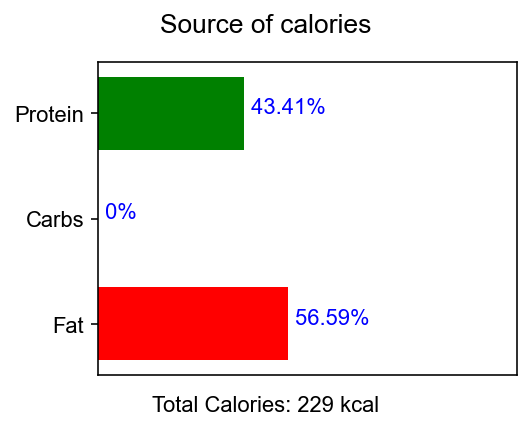 Source of calories
Protein
43.41%
Carbs
0%
Fat
56.59%
Total Calories: 229 kcal